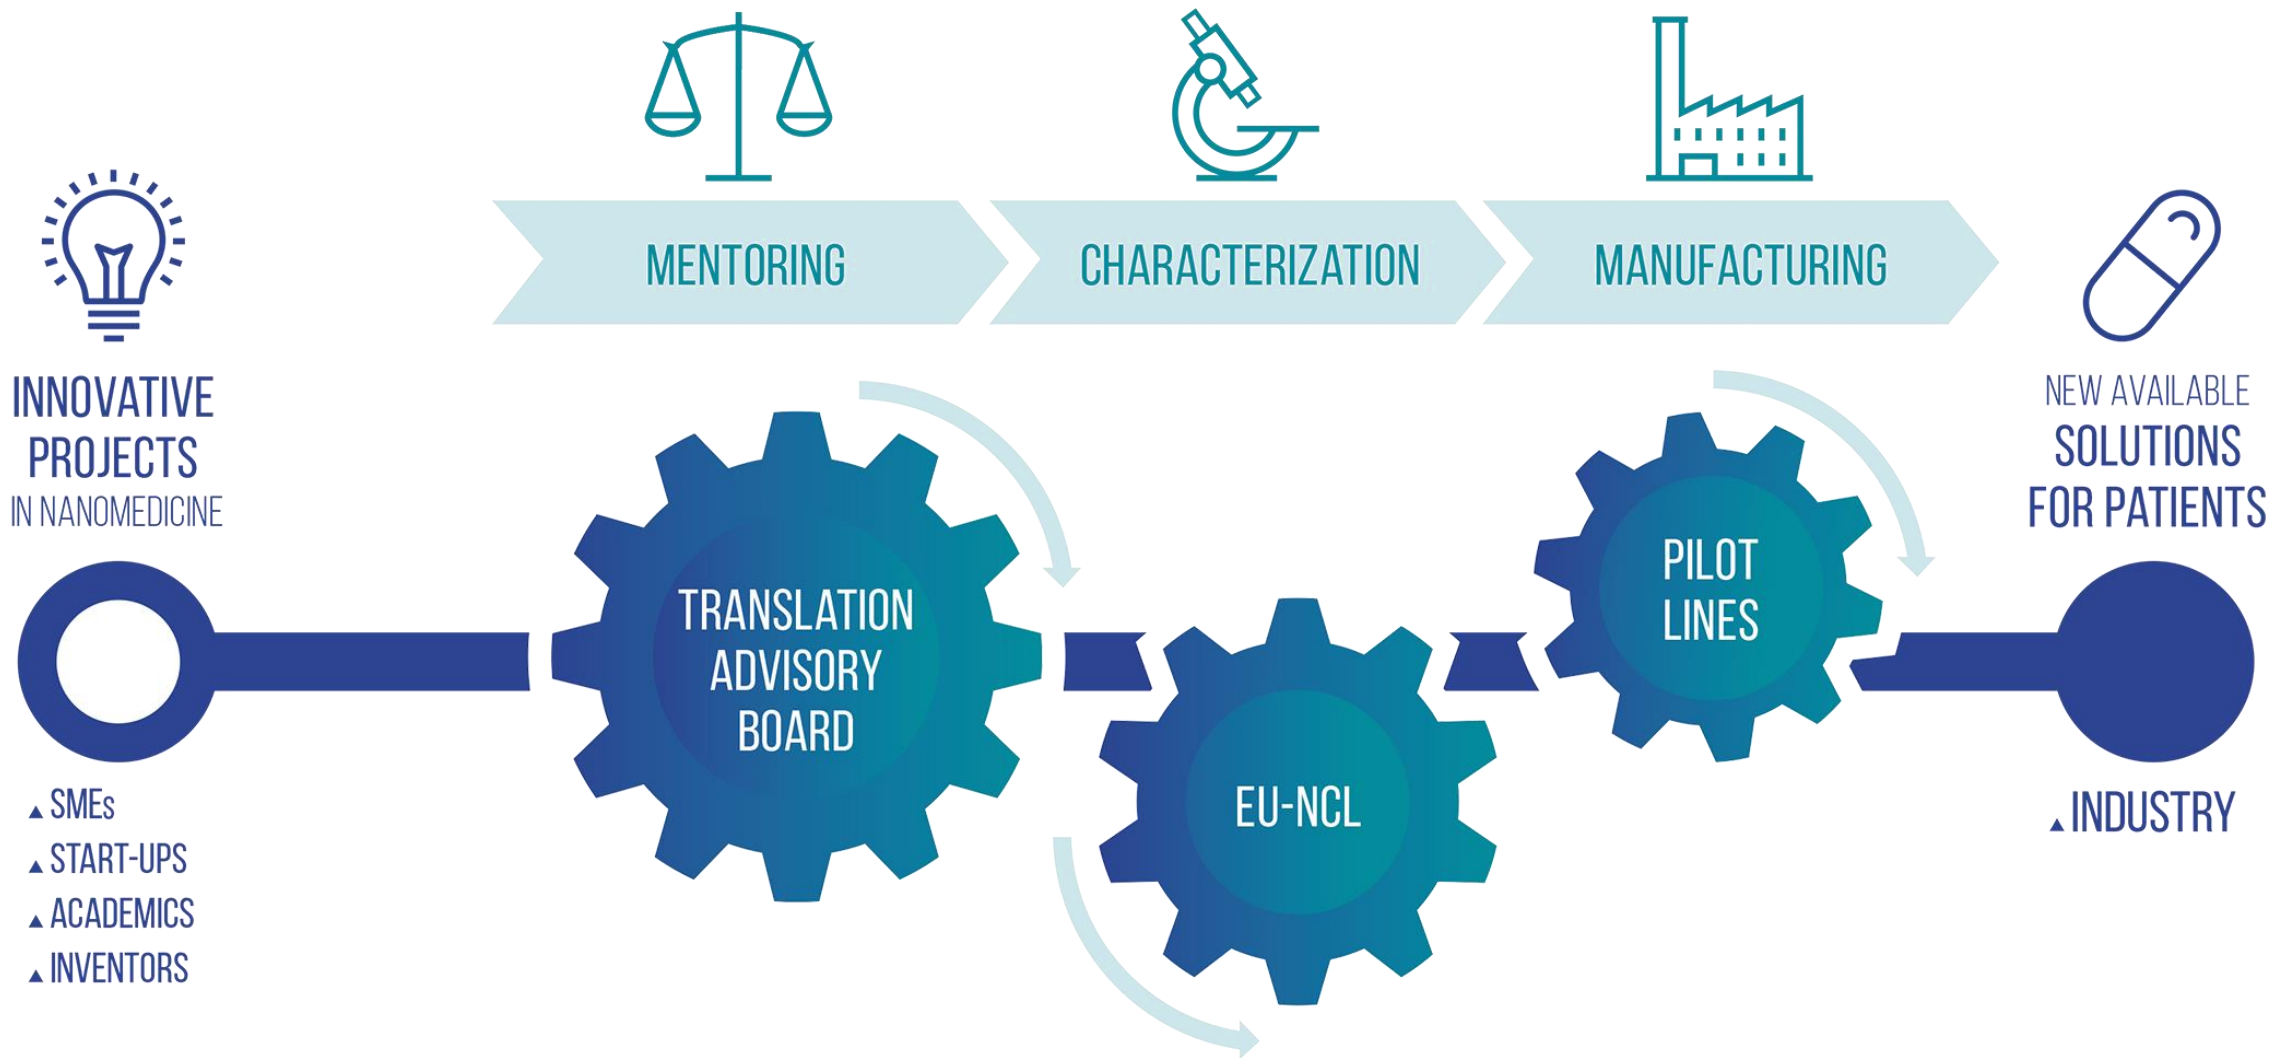 MENTORING
CHARACTERIZATION
MANUFACTURING
INNOVATIVE
PROJECTS
IN NANOMEDICINE
NEW AVAILABLE
SOLUTIONS
FOR PATIENTS
TRANSLATION
ADVISORY
BOARD
EU-NCL
PILOT
LINES
▲ SMEs
▲ START-UPS
▲ ACADEMICS
▲ INVENTORS
▲ INDUSTRY